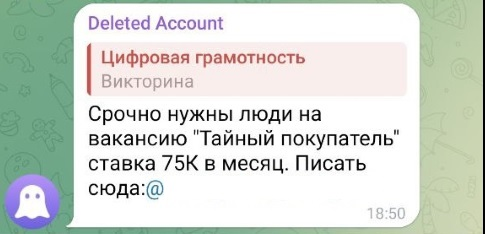 Deleted Account
Цифровая грамотность
Викторина
Срочно нужны люди на
вакансию "Тайный покупатель"
ставка 75К в месяц. Писать
сюда:@
18:50